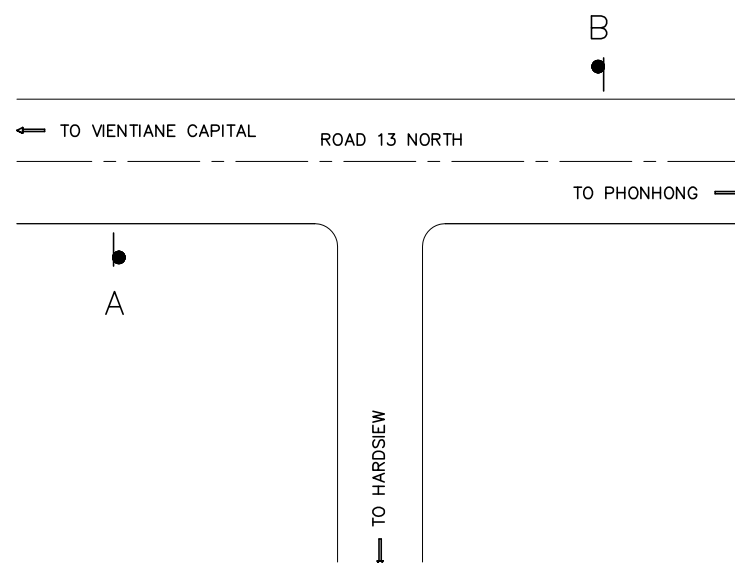 B
TO VIENTIANE CAPITAL
ROAD 13 NORTH
TO PHONHONG
A
TO HARDSIEW